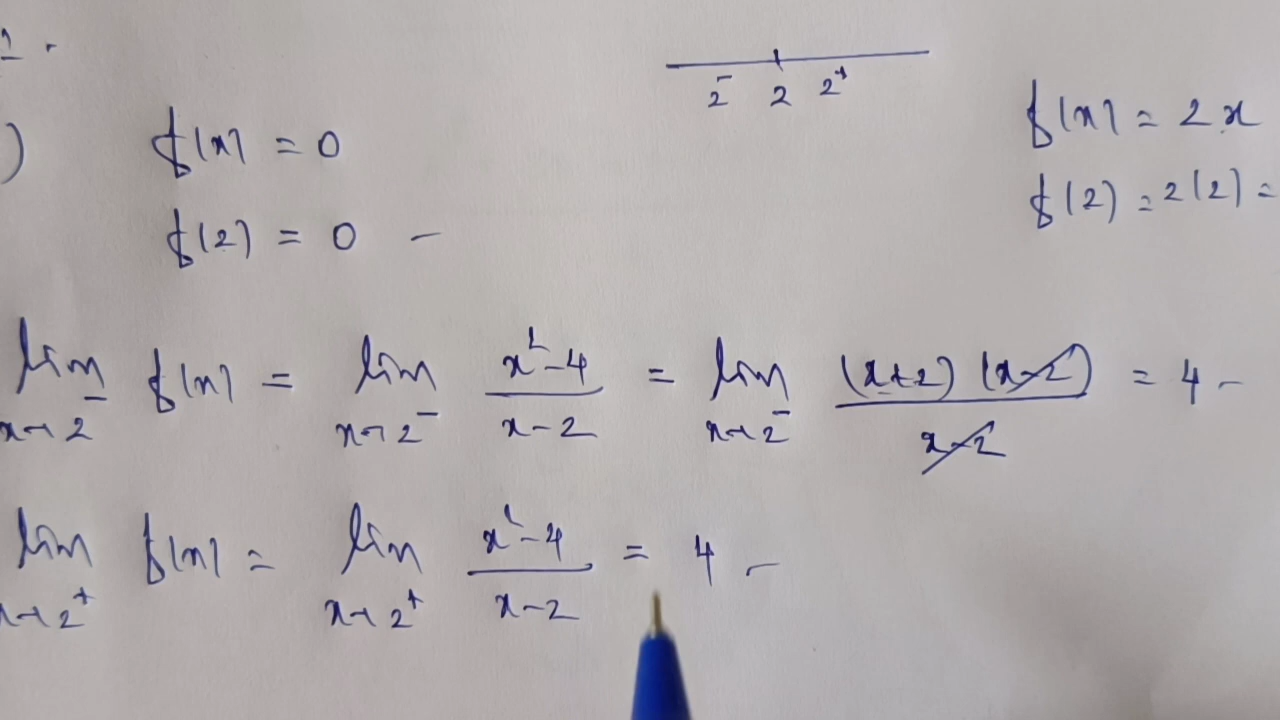 1.
2⁻ 2 2⁺
) f(x) = 0
f(x) = 2x
f(2) = 0 –
f(2) = 2(2) =
lim x→2⁻ f(x) = lim x→2⁻ (x²-4)/(x-2) = lim x→2⁻ ((x+2)(x-2))/(x-2) = 4 –
lim x→2⁺ f(x) = lim x→2⁺ (x²-4)/(x-2) = 4 –